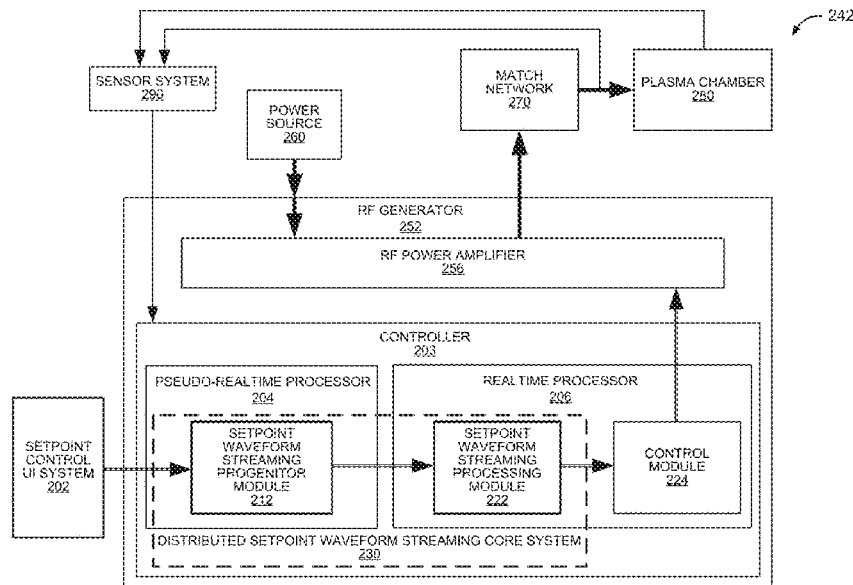 242
SENSOR SYSTEM
290
POWER
SOURCE
260
MATCH
NETWORK
270
PLASMA CHAMBER
280
RF GENERATOR
252
RF POWER AMPLIFIER
256
CONTROLLER
203
PSEUDO-REALTIME PROCESSOR
204
REALTIME PROCESSOR
206
SETPOINT
CONTROL
UI SYSTEM
202
SETPOINT
WAVEFORM
STREAMING
PROGENITOR
MODULE
212
SETPOINT
WAVEFORM
STREAMING
PROCESSING
MODULE
222
CONTROL
MODULE
224
DISTRIBUTED SETPOINT WAVEFORM STREAMING CORE SYSTEM
230